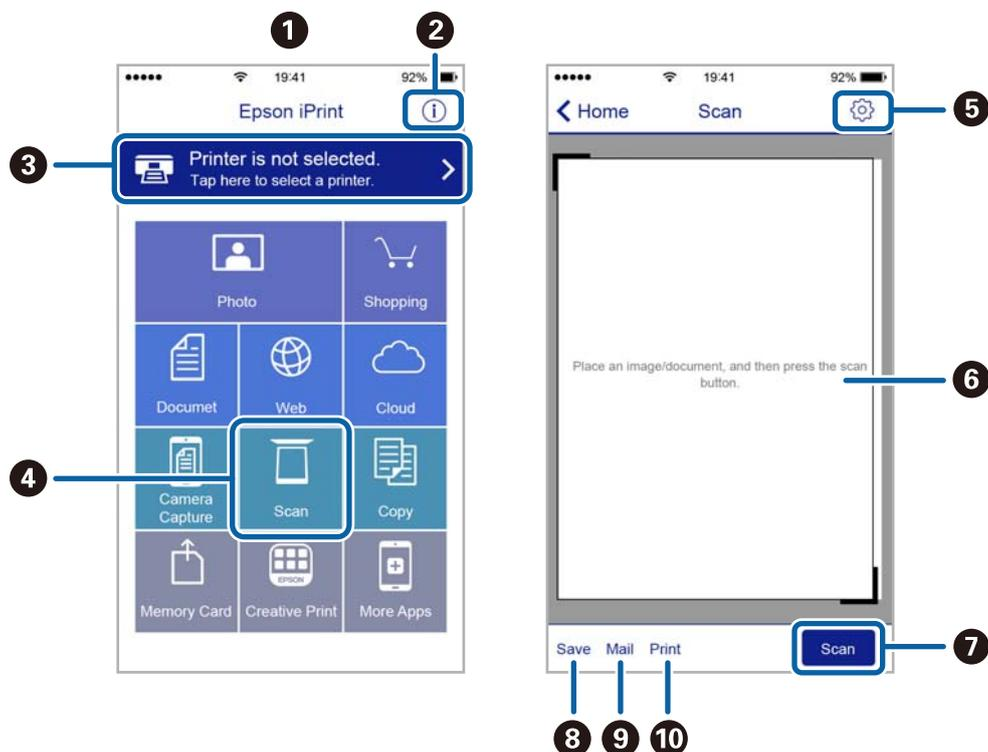 1
2
19:41
92%
Epson iPrint
i
3
Printer is not selected.
Tap here to select a printer.
Photo
Shopping
Documet
Web
Cloud
4
Camera
Capture
Scan
Copy
EPSON
Memory Card
Creative Print
More Apps
19:41
92%
Home
Scan
5
Place an image/document, and then press the scan
button.
6
Save
Mail
Print
Scan
7
8
9
10